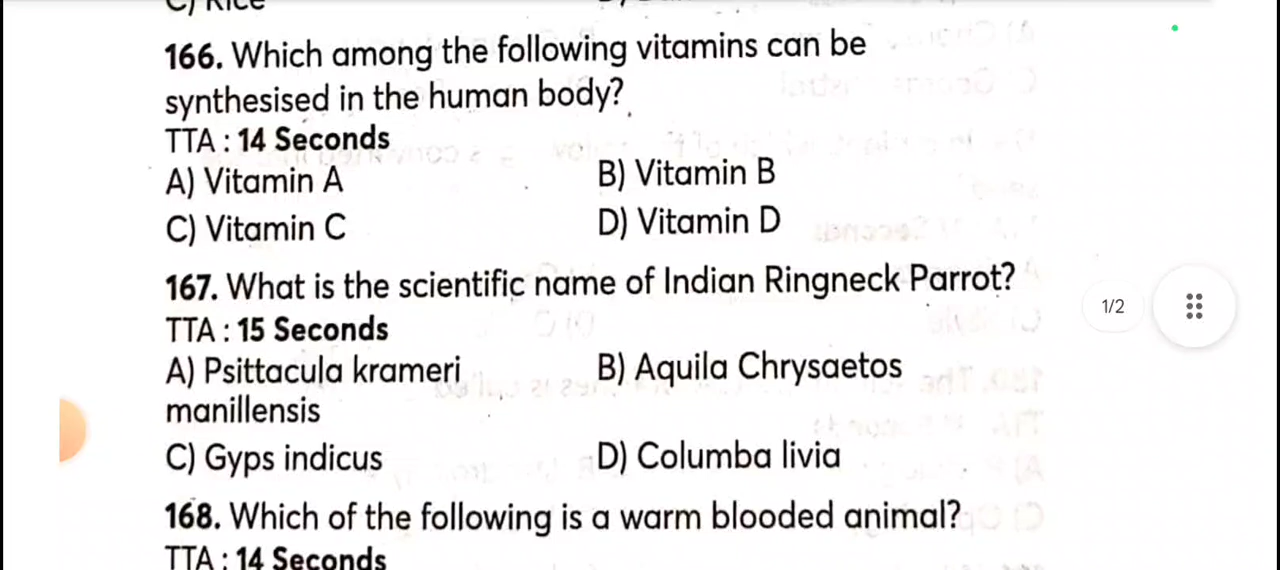 C) Rice
166. Which among the following vitamins can be
synthesised in the human body?
TTA : 14 Seconds
A) Vitamin A B) Vitamin B
C) Vitamin C D) Vitamin D
167. What is the scientific name of Indian Ringneck Parrot?
TTA : 15 Seconds
A) Psittacula krameri B) Aquila Chrysaetos
manillensis
C) Gyps indicus D) Columba livia
168. Which of the following is a warm blooded animal?
TTA : 14 Seconds
1/2